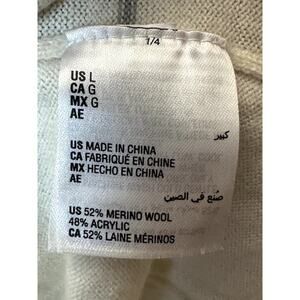 1/4
US L
CA G
MX G
AE
كبير
US MADE IN CHINA
CA FABRIQUÉ EN CHINE
MX HECHO EN CHINA
AE
صُنع في الصين
US 52% MERINO WOOL
48% ACRYLIC
CA 52% LAINE MÉRINOS